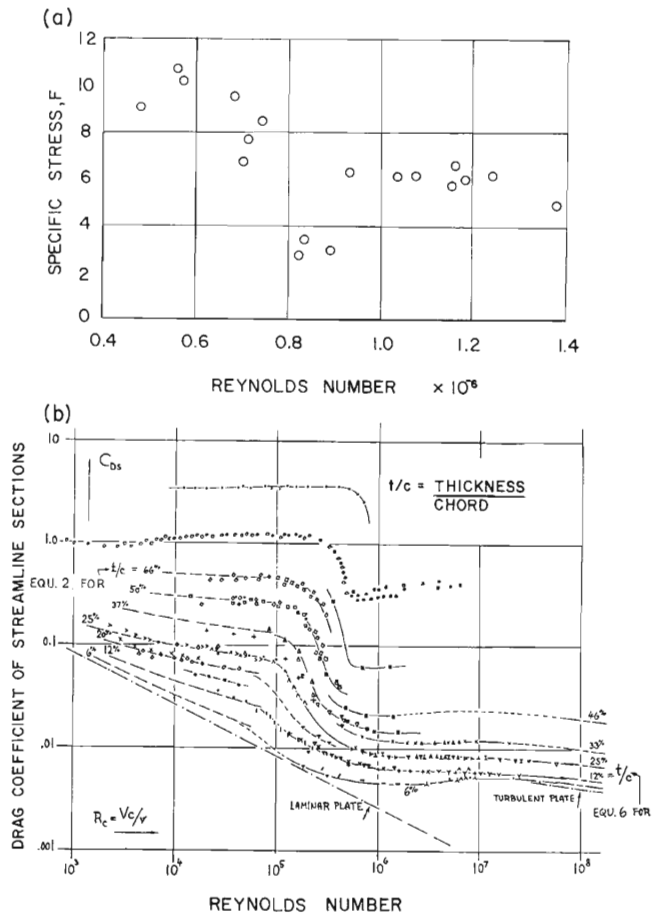 (a)
SPECIFIC STRESS, F
12
10
8
6
4
2
0
0.4
0.6
0.8
1.0
1.2
1.4
REYNOLDS NUMBER × 10⁻⁶
(b)
DRAG COEFFICIENT OF STREAMLINE SECTIONS
10
1.0
0.1
.01
.001
C_DS
t/c = THICKNESS
CHORD
t/c = 66%
EQU. 2 FOR
50%
37%
25%
20%
12%
6%
33%
6%
46%
33%
25%
12% = t/c
EQU. 6 FOR
LAMINAR PLATE
TURBULENT PLATE
R_c = Vc/ν
10³
10⁴
10⁵
10⁶
10⁷
10⁸
REYNOLDS NUMBER